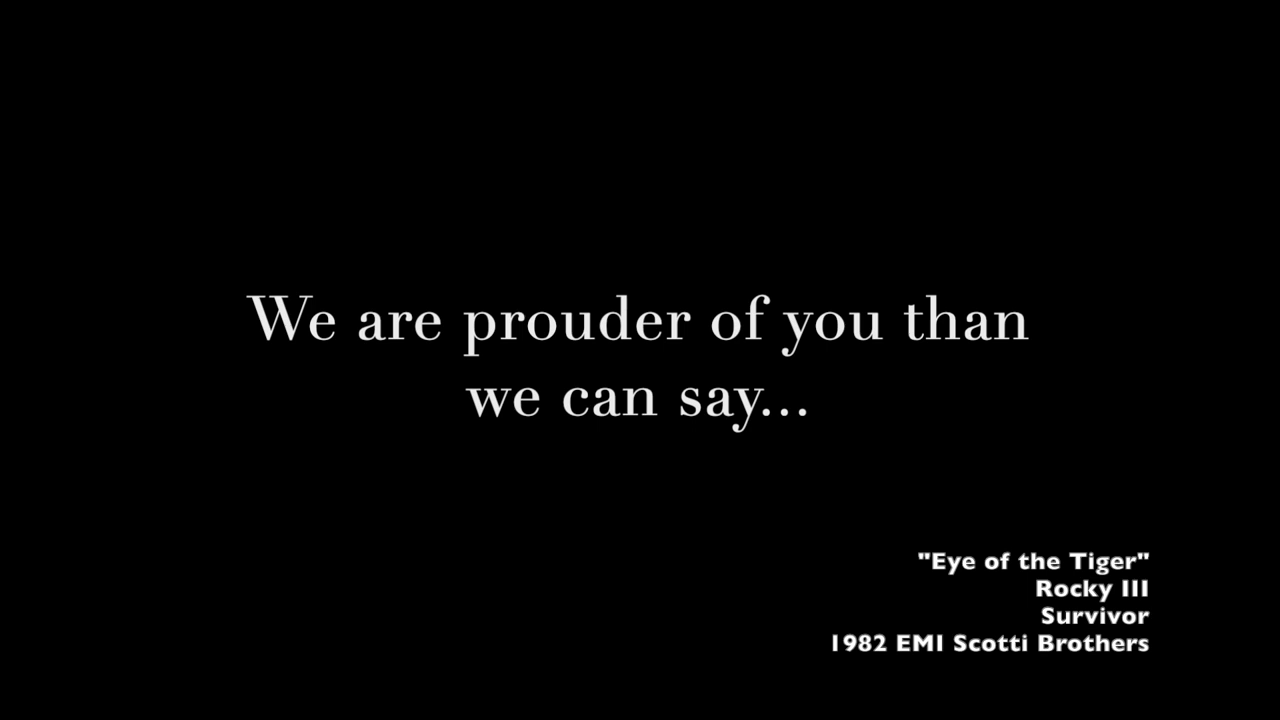 We are prouder of you than
we can say...
"Eye of the Tiger"
Rocky III
Survivor
1982 EMI Scotti Brothers